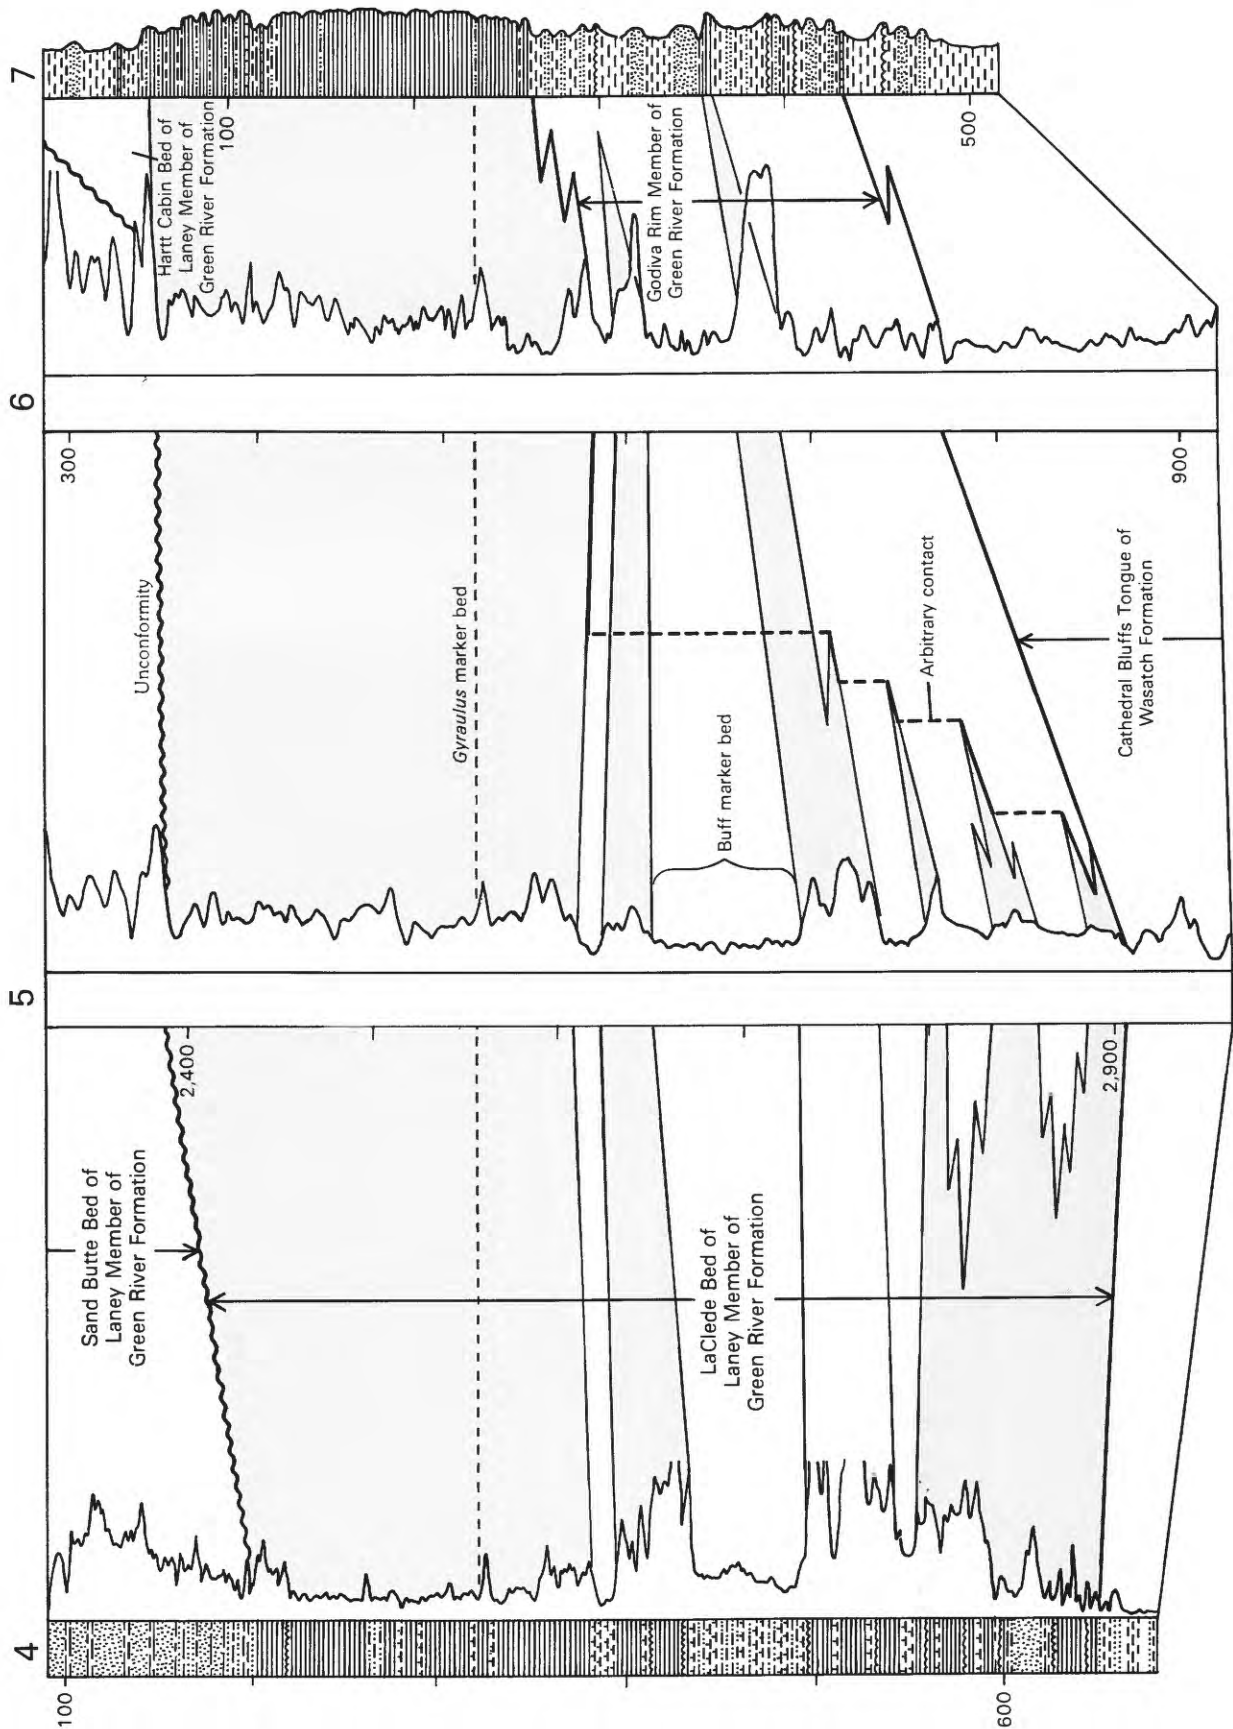 4
5
6
7
100
600
Sand Butte Bed of
Laney Member of
Green River Formation
2,400
LaClede Bed of
Laney Member of
Green River Formation
2,900
300
Unconformity
Gyraulus marker bed
Buff marker bed
Arbitrary contact
Cathedral Bluffs Tongue of
Wasatch Formation
900
Hartt Cabin Bed of
Laney Member of
Green River Formation
100
Godiva Rim Member of
Green River Formation
500